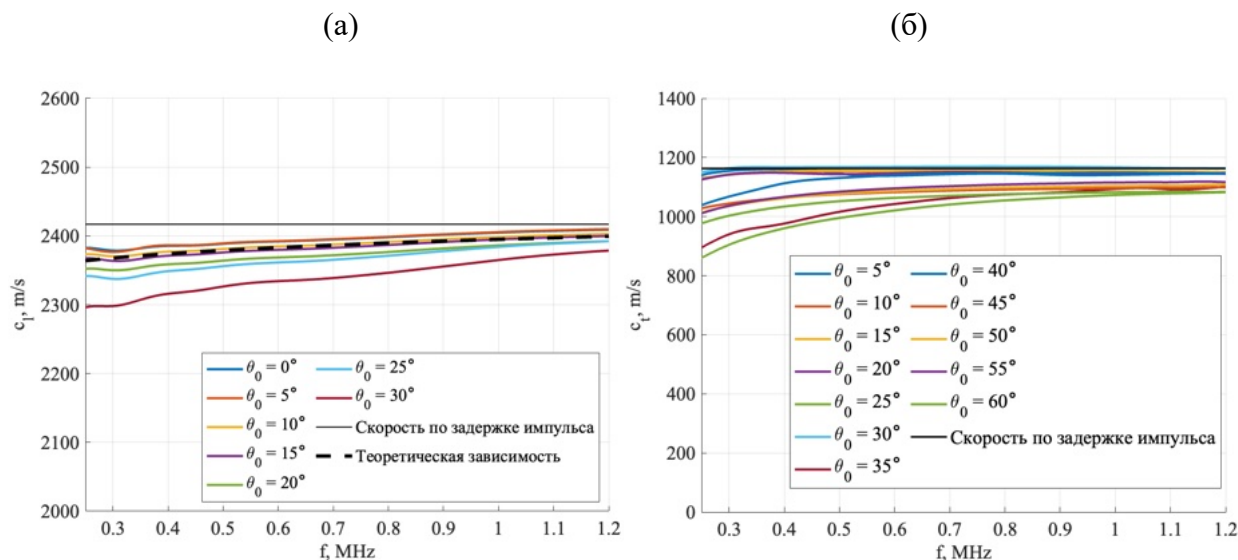 (а)
(б)
2600
2500
2400
2300
2200
2100
2000
c_l, m/s
0.3 0.4 0.5 0.6 0.7 0.8 0.9 1 1.1 1.2
f, MHz
θ_0 = 0°
θ_0 = 5°
θ_0 = 10°
θ_0 = 15°
θ_0 = 20°
θ_0 = 25°
θ_0 = 30°
Скорость по задержке импульса
Теоретическая зависимость
1400
1200
1000
800
600
400
200
0
c_t, m/s
0.3 0.4 0.5 0.6 0.7 0.8 0.9 1 1.1 1.2
f, MHz
θ_0 = 5°
θ_0 = 10°
θ_0 = 15°
θ_0 = 20°
θ_0 = 25°
θ_0 = 30°
θ_0 = 35°
θ_0 = 40°
θ_0 = 45°
θ_0 = 50°
θ_0 = 55°
θ_0 = 60°
Скорость по задержке импульса